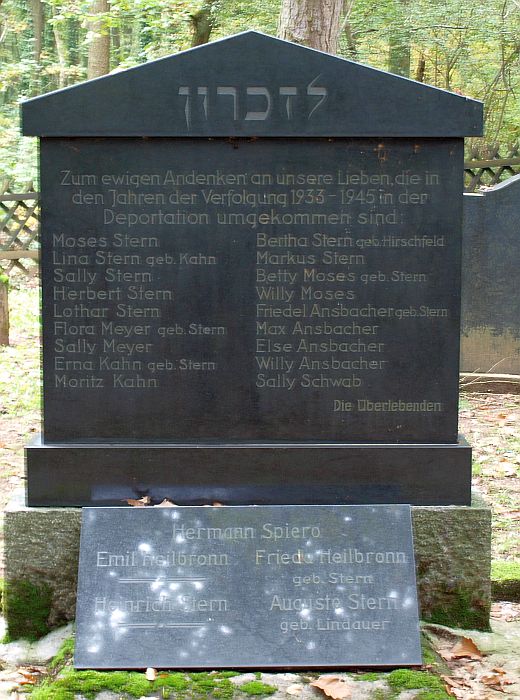 לזכרון
Zum ewigen Andenken an unsere Lieben, die in
den Jahren der Verfolgung 1933 - 1945 in der
Deportation umgekommen sind:
Moses Stern
Lina Stern geb. Kahn
Sally Stern
Herbert Stern
Lothar Stern
Flora Meyer geb. Stern
Sally Meyer
Erna Kahn geb. Stern
Moritz Kahn
Bertha Stern geb. Hirschfeld
Markus Stern
Betty Moses geb. Stern
Willy Moses
Friedel Ansbacher geb. Stern
Max Ansbacher
Else Ansbacher
Willy Ansbacher
Sally Schwab
Die Überlebenden
Hermann Spiero
Emil Heilbronn
Heinrich Stern
Frieda Heilbronn
geb. Stern
Auguste Stern
geb. Lindauer